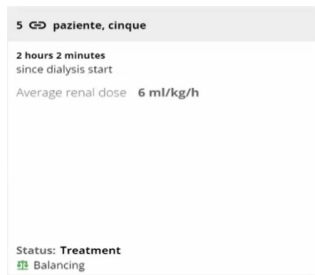 5 paziente, cinque
2 hours 2 minutes
since dialysis start
Average renal dose 6 ml/kg/h
Status: Treatment
Balancing